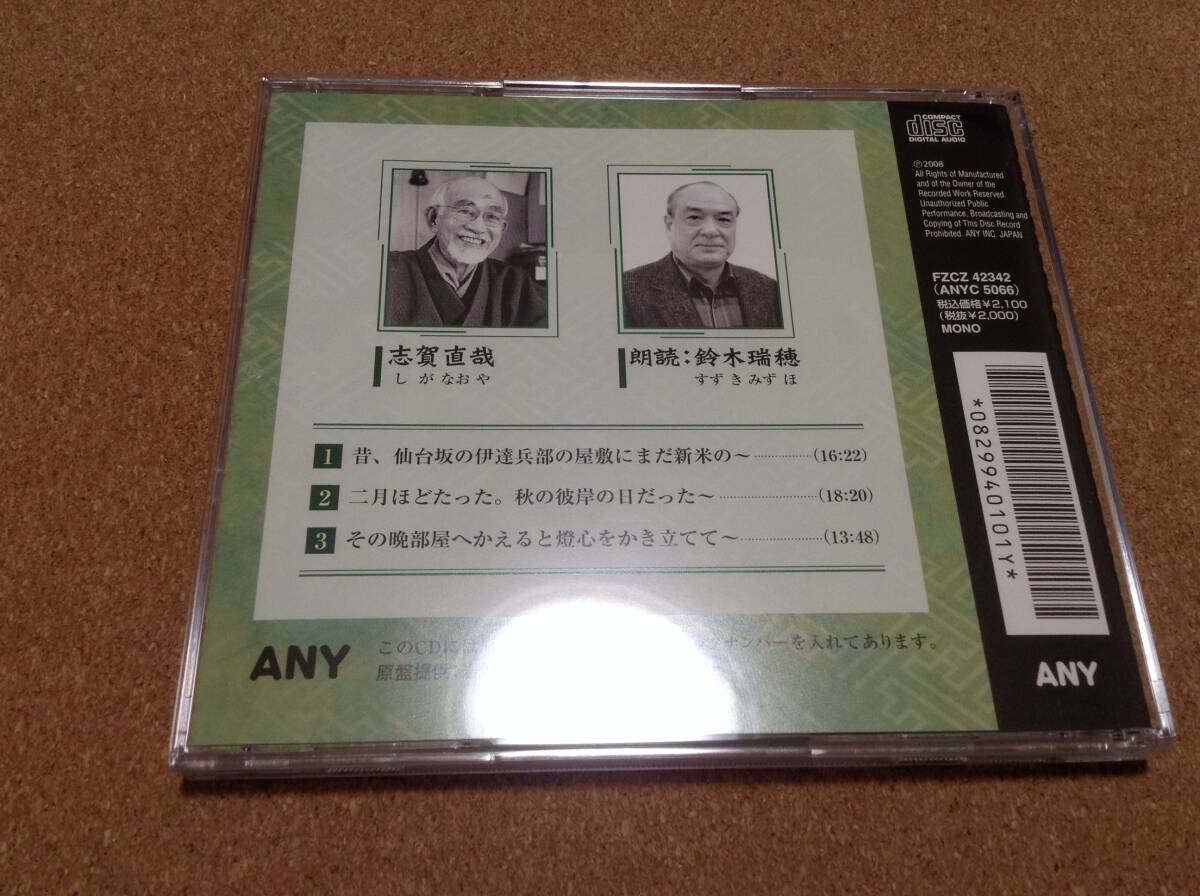 志賀直哉
しがなおや
朗読:鈴木瑞穂
すずきみずほ
1 昔、仙台坂の伊達兵部の屋敷にまだ新米の〜 (16:22)
2 二月ほどたった。秋の彼岸の日だった〜 (18:20)
3 その晩部屋へかえると燈心をかき立てて〜 (13:48)
ANY
このCDには
ナンバーを入れてあります。
原盤提供:
COMPACT
disc
DIGITAL AUDIO
℗2008
All Rights of Manufactured
and of the Owner of the
Recorded Work Reserved.
Unauthorized Public
Performance, Broadcasting and
Copying of This Disc Record
Prohibited. ANY INC. JAPAN
FZCZ 42342
(ANYC 5066)
税込価格¥2,100
(税抜¥2,000)
MONO
*0829940101Y*
ANY